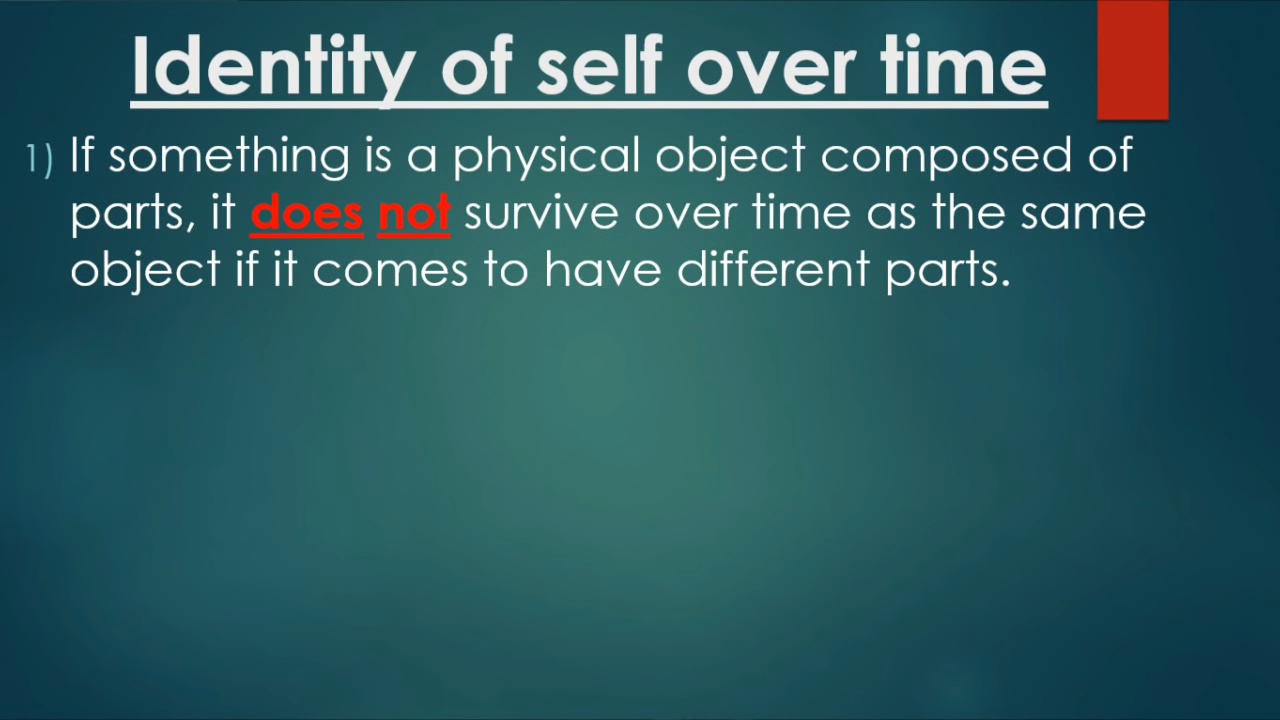 Identity of self over time
1) If something is a physical object composed of
parts, it does not survive over time as the same
object if it comes to have different parts.